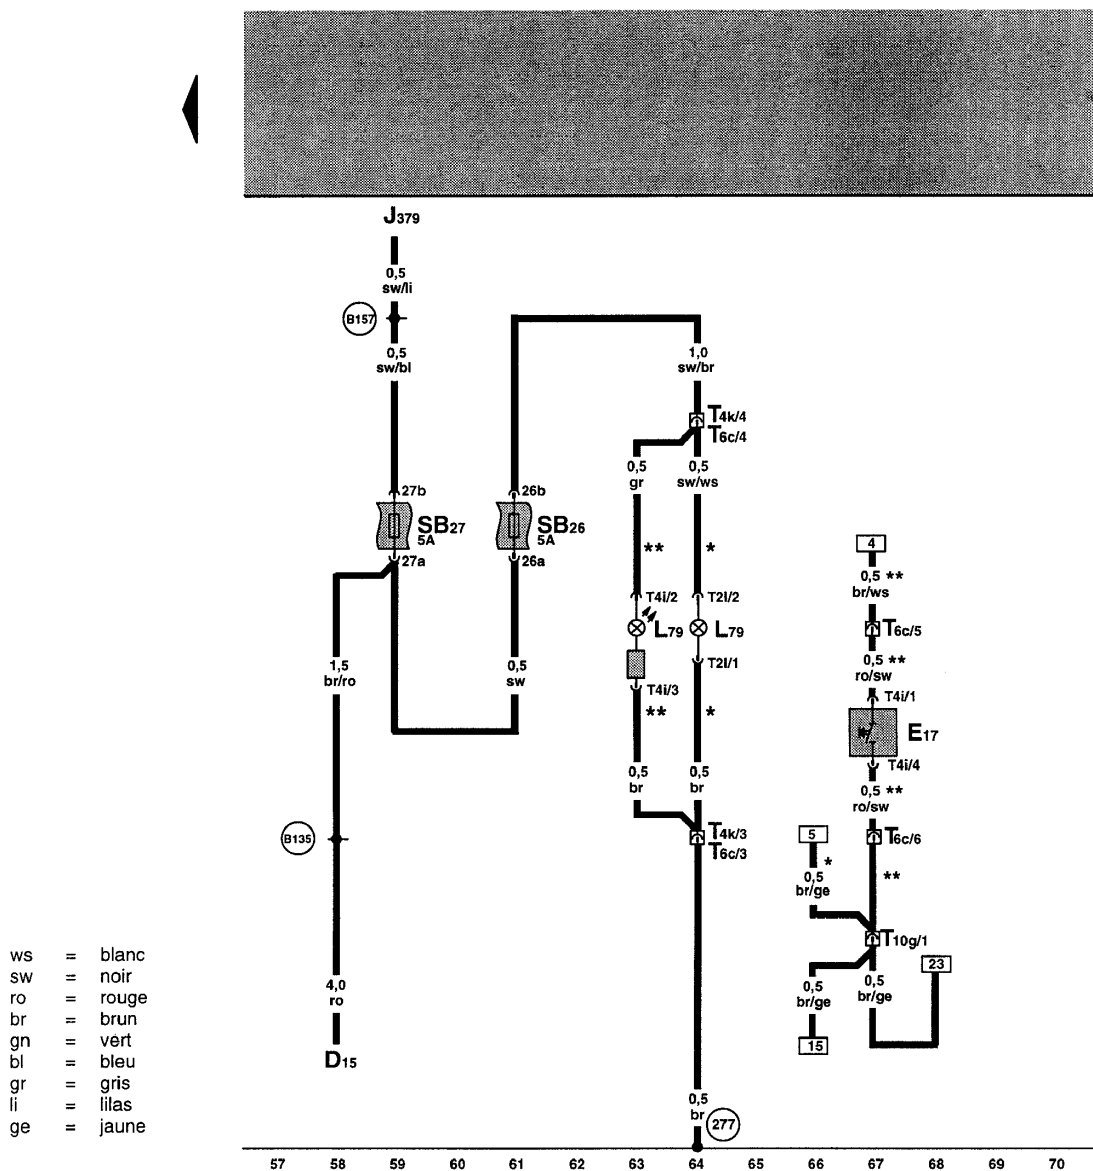 J379
0,5
sw/li
B157
0,5
sw/bl
1,0
sw/br
T4k/4
T6c/4
0,5
gr
0,5
sw/ws
27b
26b
SB27
5A
SB26
5A
27a
26a
**
*
4
0,5 **
br/ws
T4i/2
T2l/2
L79
L79
T6c/5
1,5
br/ro
0,5
sw
T2l/1
0,5 **
ro/sw
T4i/3
T4i/1
**
*
E17
0,5
br
0,5
br
T4i/4
0,5 **
ro/sw
B135
T4k/3
T6c/3
5
T6c/6
*
0,5
br/ge
**
T10g/1
23
0,5
br/ge
0,5
br/ge
15
ws = blanc
sw = noir
ro = rouge
br = brun
gn = vert
bl = bleu
gr = gris
li = lilas
ge = jaune
4,0
ro
D15
0,5
br
277
57 58 59 60 61 62 63 64 65 66 67 68 69 70